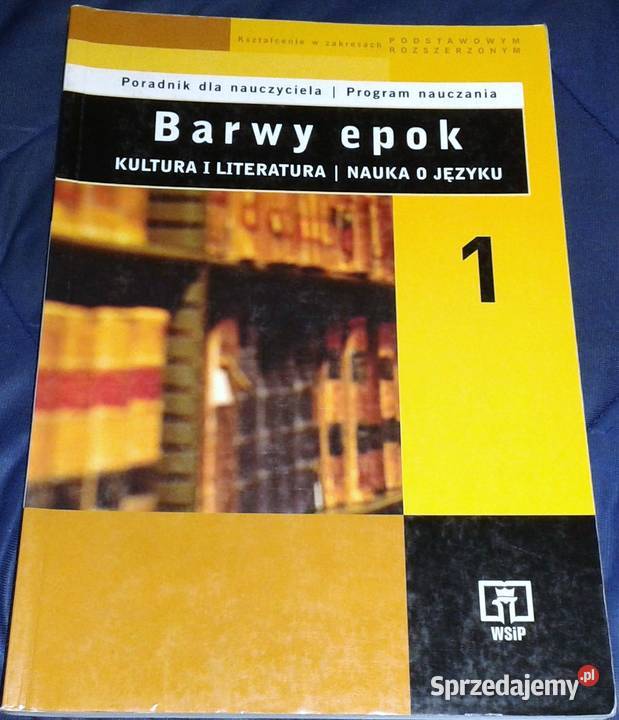 Kształcenie w zakresach PODSTAWOWYM
ROZSZERZONYM
Poradnik dla nauczyciela | Program nauczania
Barwy epok
KULTURA I LITERATURA | NAUKA O JĘZYKU
1
WSiP
Sprzedajemy.pl